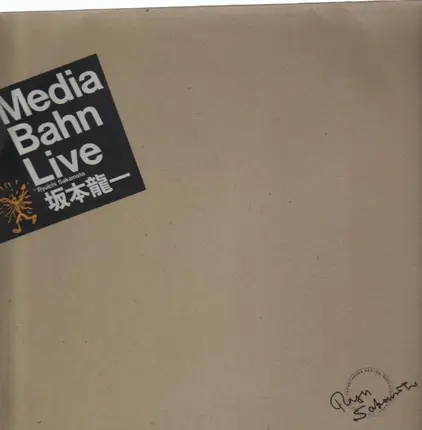 Media
Bahn
Live
Ryuichi Sakamoto
坂本龍一
Ryu
Sakamoto